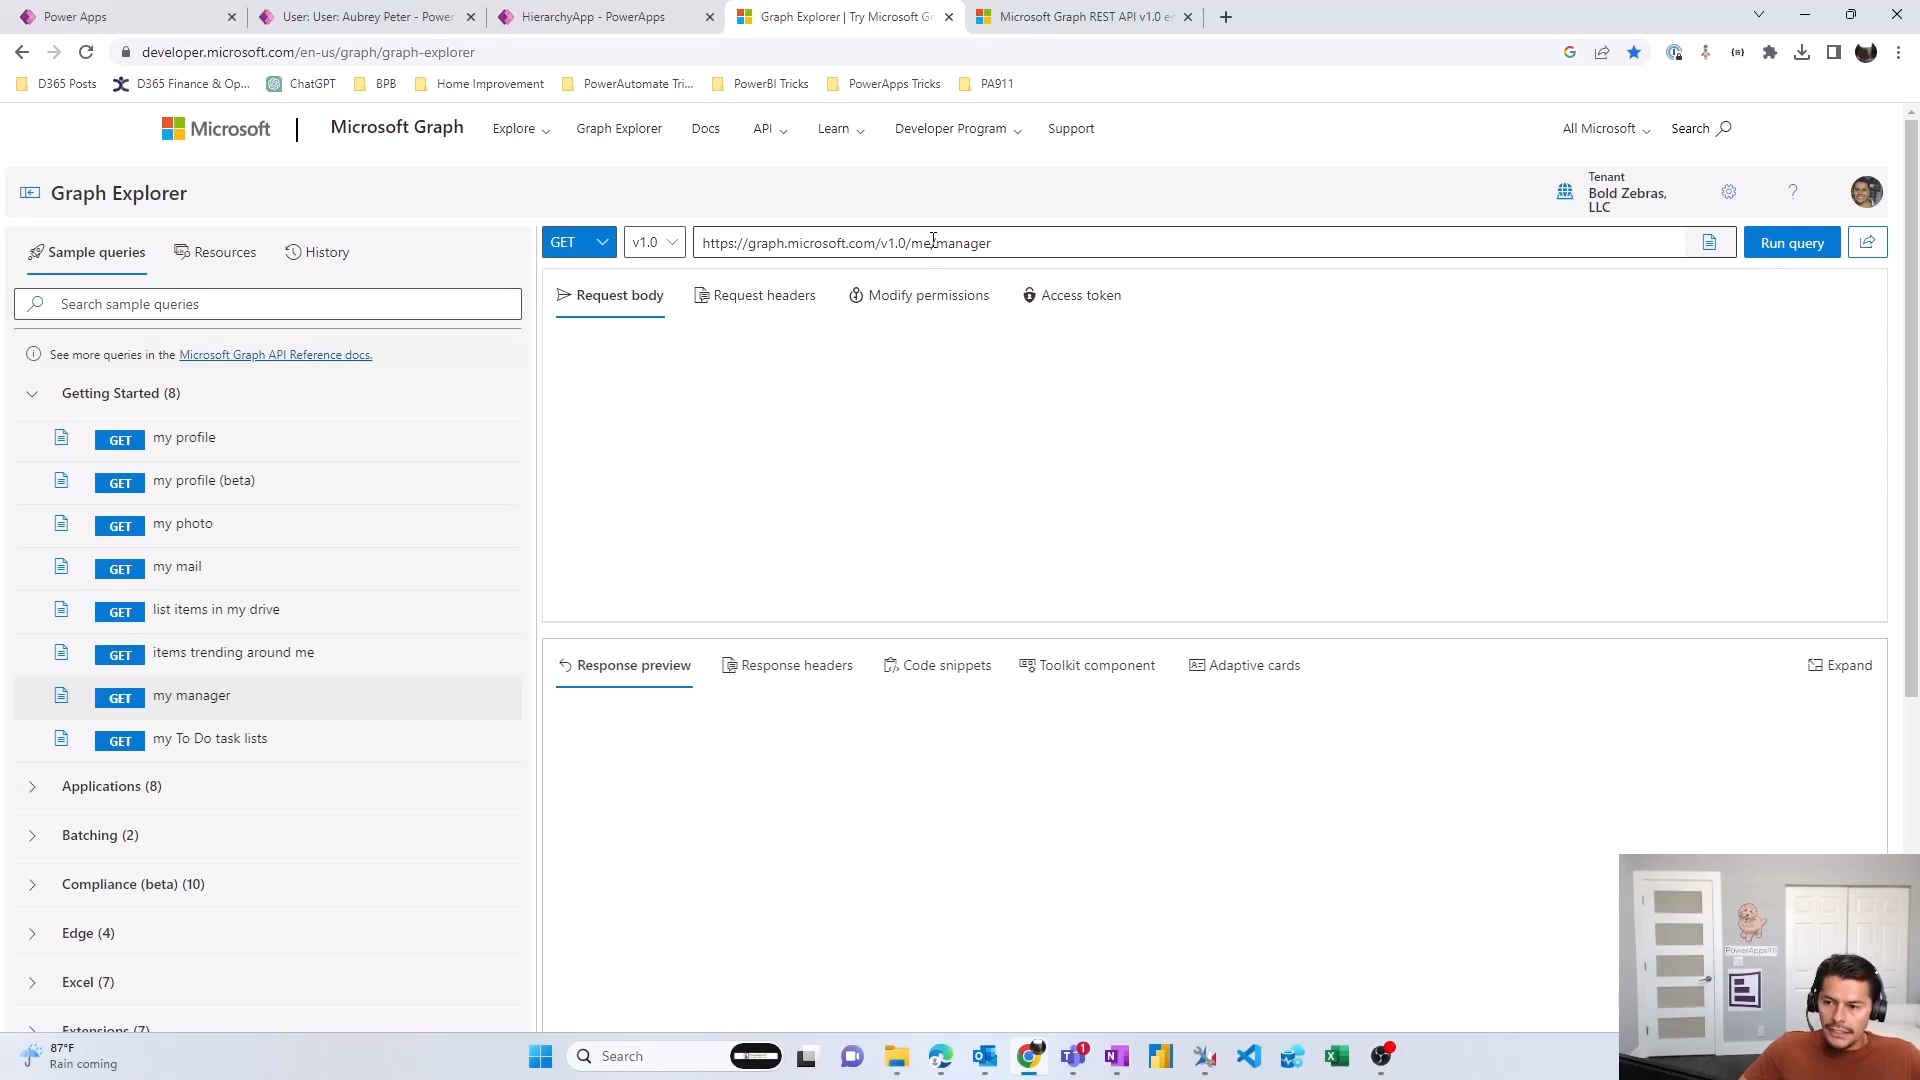 Power Apps
User: User: Aubrey Peter - Power
HierarchyApp - PowerApps
Graph Explorer | Try Microsoft Gr
Microsoft Graph REST API v1.0 en
developer.microsoft.com/en-us/graph/graph-explorer
D365 Posts
D365 Finance & Op...
ChatGPT
BPB
Home Improvement
PowerAutomate Tri...
PowerBI Tricks
PowerApps Tricks
PA911
Microsoft
Microsoft Graph
Explore
Graph Explorer
Docs
API
Learn
Developer Program
Support
All Microsoft
Search
Graph Explorer
Tenant
Bold Zebras,
LLC
?
Sample queries
Resources
History
GET
v1.0
https://graph.microsoft.com/v1.0/me/manager
Run query
Search sample queries
Request body
Request headers
Modify permissions
Access token
See more queries in the Microsoft Graph API Reference docs.
Getting Started (8)
GET my profile
GET my profile (beta)
GET my photo
GET my mail
GET list items in my drive
GET items trending around me
GET my manager
GET my To Do task lists
Applications (8)
Batching (2)
Compliance (beta) (10)
Edge (4)
Excel (7)
Extensions (7)
Response preview
Response headers
Code snippets
Toolkit component
Adaptive cards
Expand
PowerApps911
87°F
Rain coming
Search
1